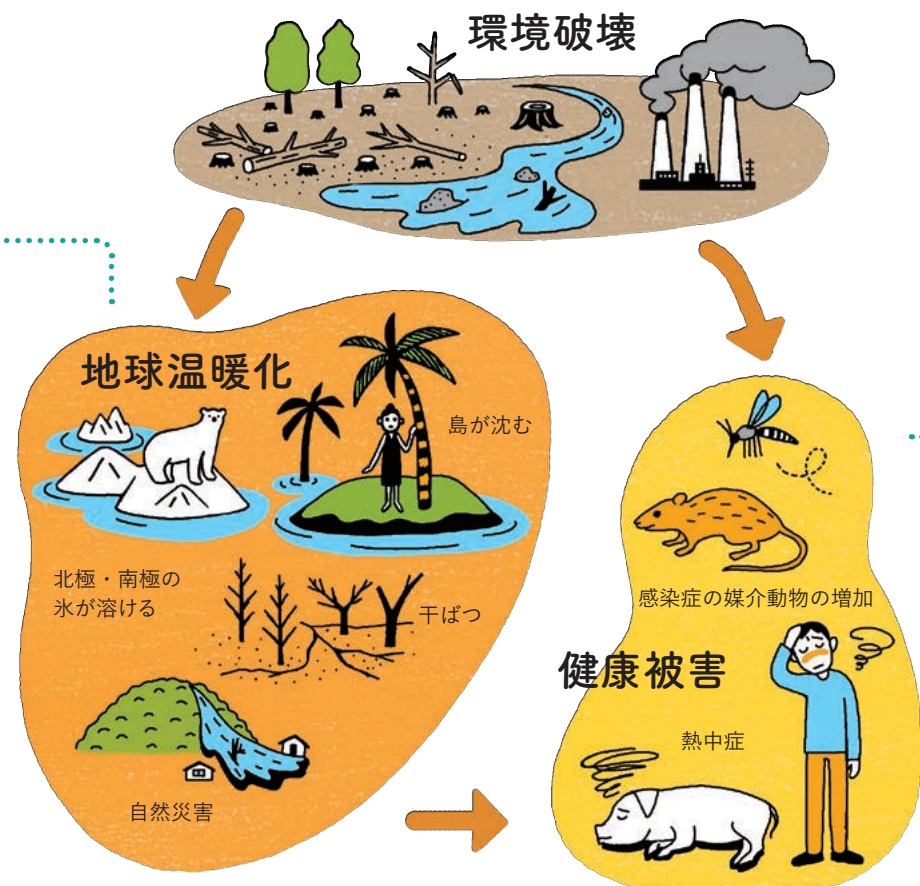 環境破壊
地球温暖化
島が沈む
北極・南極の
氷が溶ける
干ばつ
自然災害
感染症の媒介動物の増加
健康被害
熱中症